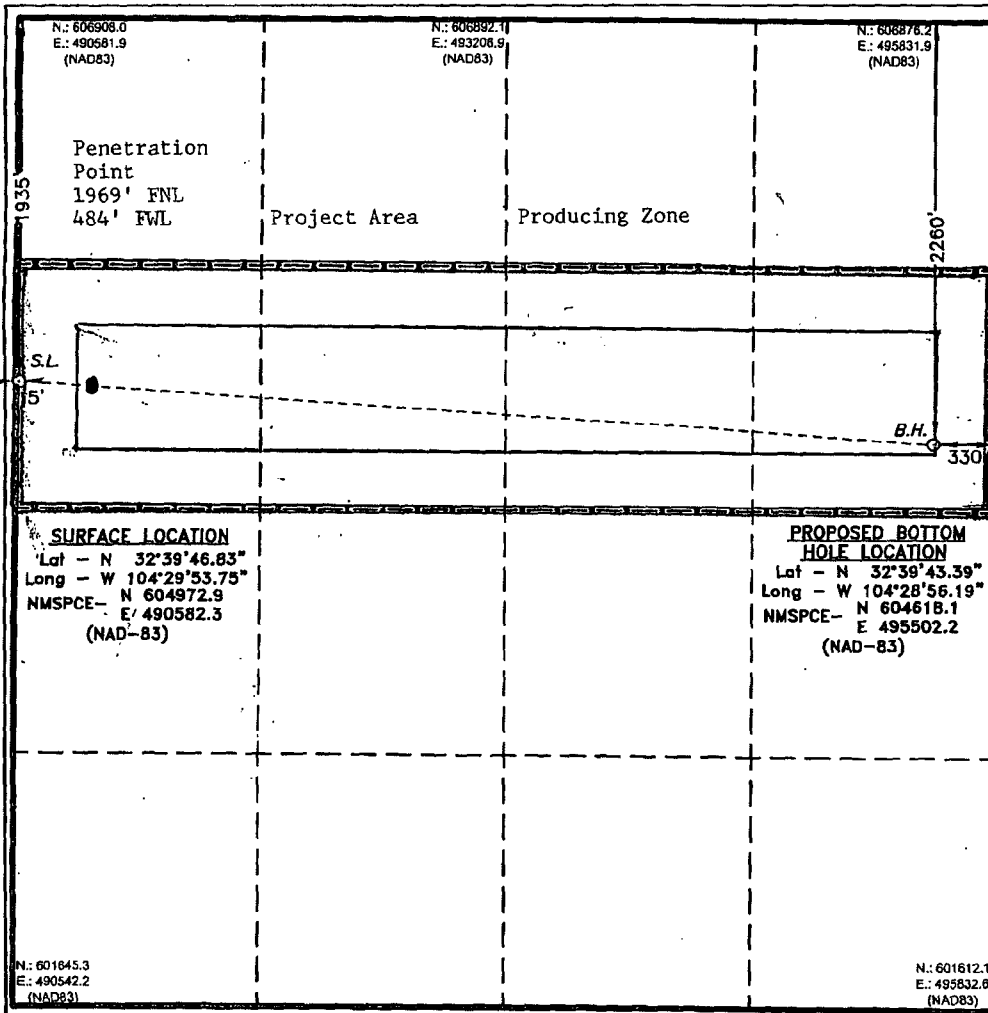 N.: 606908.0
E.: 490581.9
(NAD83)
N.: 606892.1
E.: 493206.9
(NAD83)
N.: 606876.2
E.: 495831.9
(NAD83)
Penetration
Point
1969' FNL
484' FWL
Project Area
Producing Zone
1935'
2260'
S.L.
5'
B.H.
330
SURFACE LOCATION
Lat - N 32°39'46.83"
Long - W 104°29'53.75"
NMSPCE- N 604972.9
E 490582.3
(NAD-83)
PROPOSED BOTTOM
HOLE LOCATION
Lat - N 32°39'43.39"
Long - W 104°28'56.19"
NMSPCE- N 604618.1
E 495502.2
(NAD-83)
N.: 601645.3
E.: 490542.2
(NAD83)
N.: 601612.1
E.: 495832.6
(NAD83)